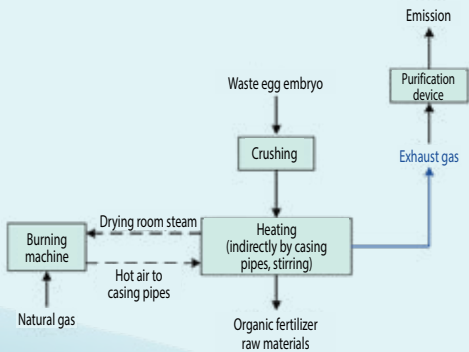 Emission
Purification
device
Waste egg embryo
Crushing
Exhaust gas
Drying room steam
Burning
machine
Heating
(indirectly by casing
pipes, stirring)
Hot air to
casing pipes
Natural gas
Organic fertilizer
raw materials